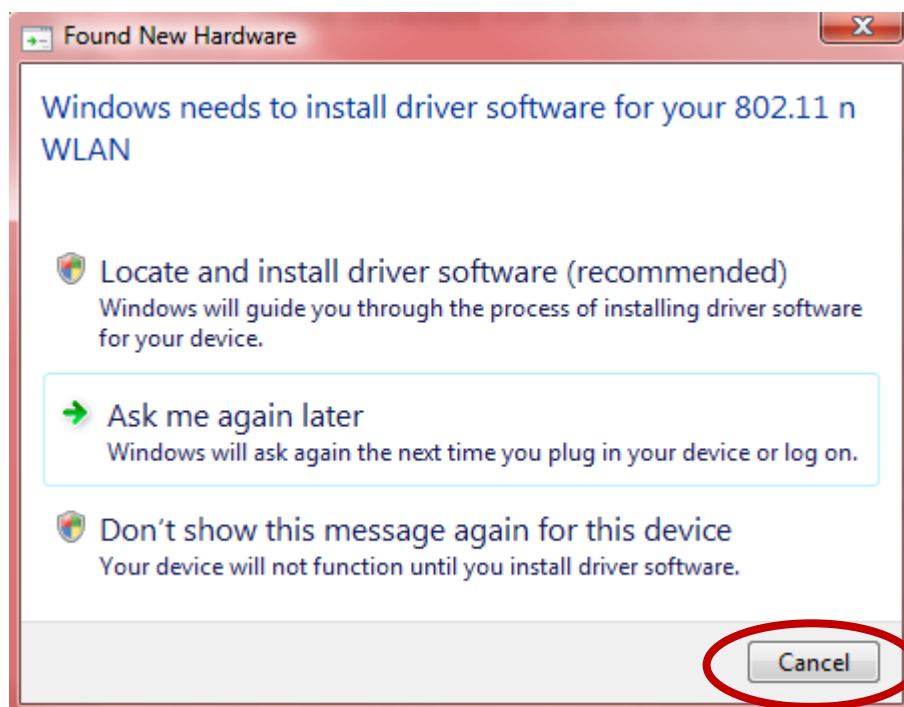 Found New Hardware
Windows needs to install driver software for your 802.11 n
WLAN
Locate and install driver software (recommended)
Windows will guide you through the process of installing driver software
for your device.
Ask me again later
Windows will ask again the next time you plug in your device or log on.
Don't show this message again for this device
Your device will not function until you install driver software.
Cancel